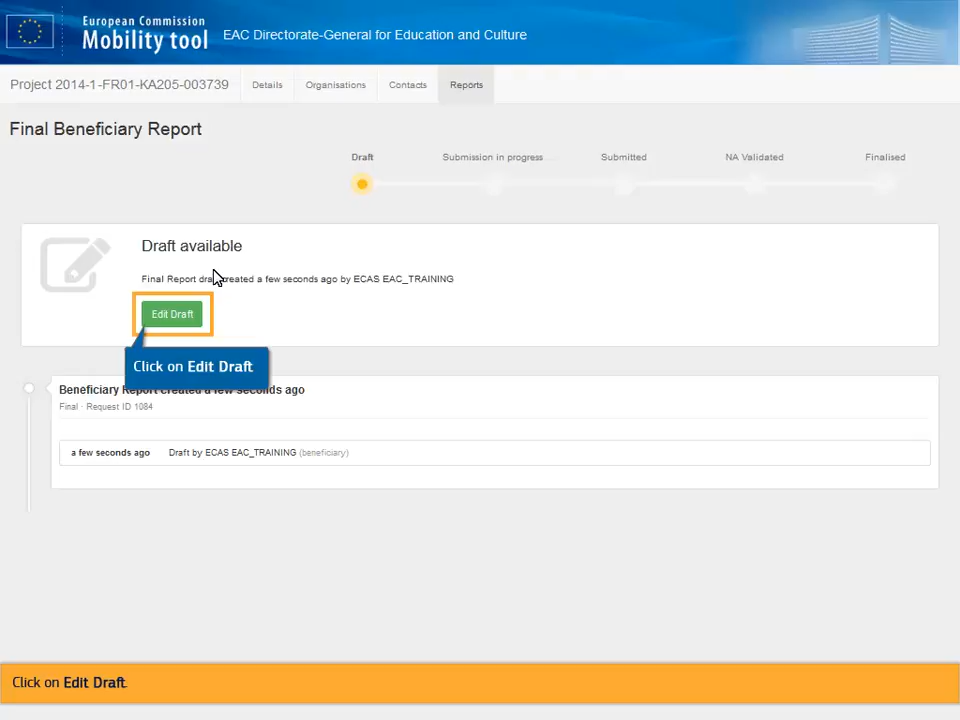 European Commission
Mobility tool
EAC Directorate-General for Education and Culture
Project 2014-1-FR01-KA205-003739
Details
Organisations
Contacts
Reports
Final Beneficiary Report
Draft
Submission in progress
Submitted
NA Validated
Finalised
Draft available
Final Report draft created a few seconds ago by ECAS EAC_TRAINING
Edit Draft
Click on Edit Draft
Beneficiary Report created a few seconds ago
Final · Request ID 1084
a few seconds ago Draft by ECAS EAC_TRAINING (beneficiary)
Click on Edit Draft.